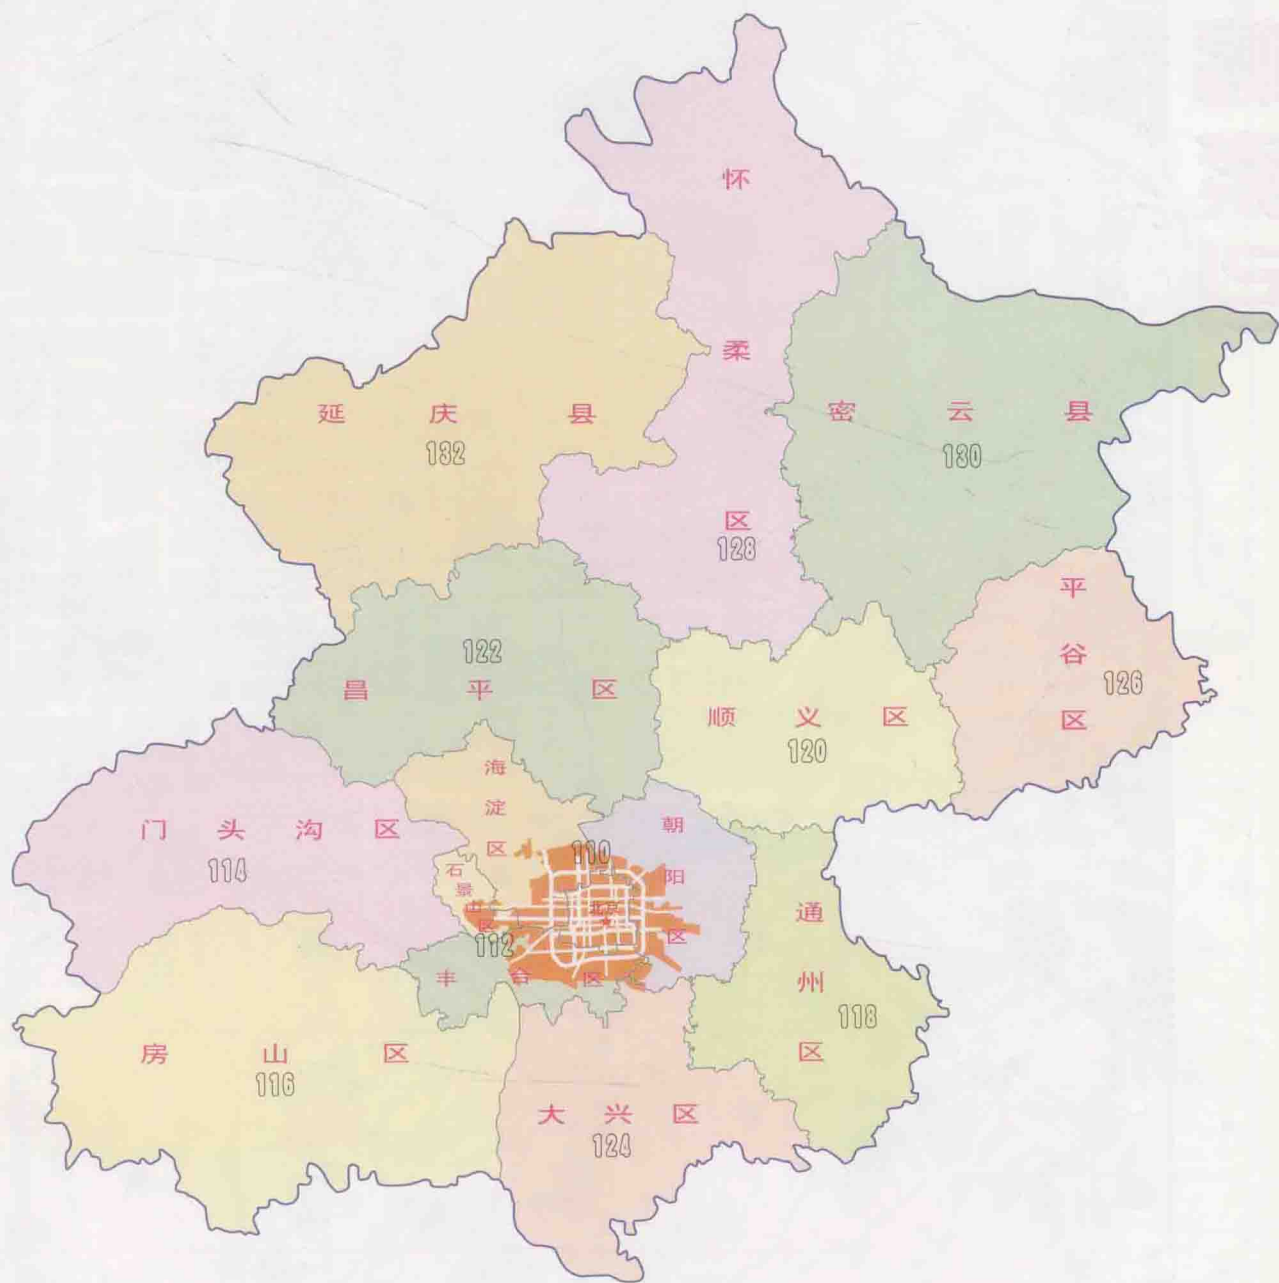 怀柔区
128
延庆县
132
密云县
130
平谷区
126
昌平区
122
顺义区
120
海淀区
110
朝阳区
门头沟区
114
石景山区
112
北京
丰台区
通州区
118
房山区
116
大兴区
124